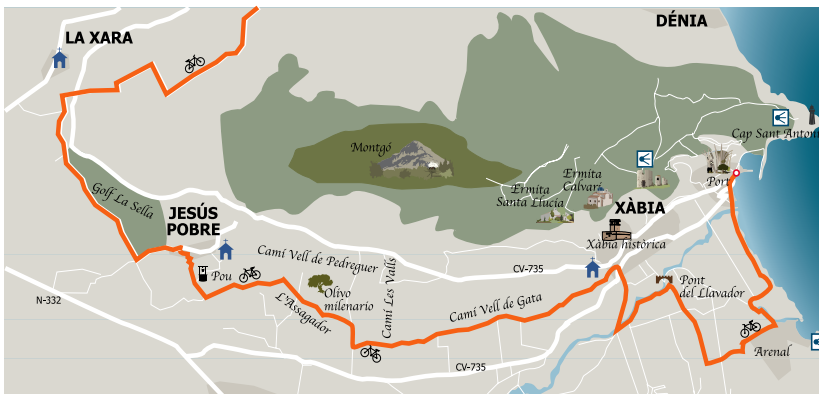 DÉNIA
LA XARA
Cap Sant Antoni
Montgó
Ermita
Calvari
Port
Ermita
Santa Llúcia
Golf La Sella
JESÚS
POBRE
XÀBIA
Xàbia històrica
Camí Vell de Pedreguer
CV-735
Pou
Pont
del Llavador
N-332
L'Assagador
Olivo
milenario
Camí Les Valls
Camí Vell de Gata
Arenal
CV-735